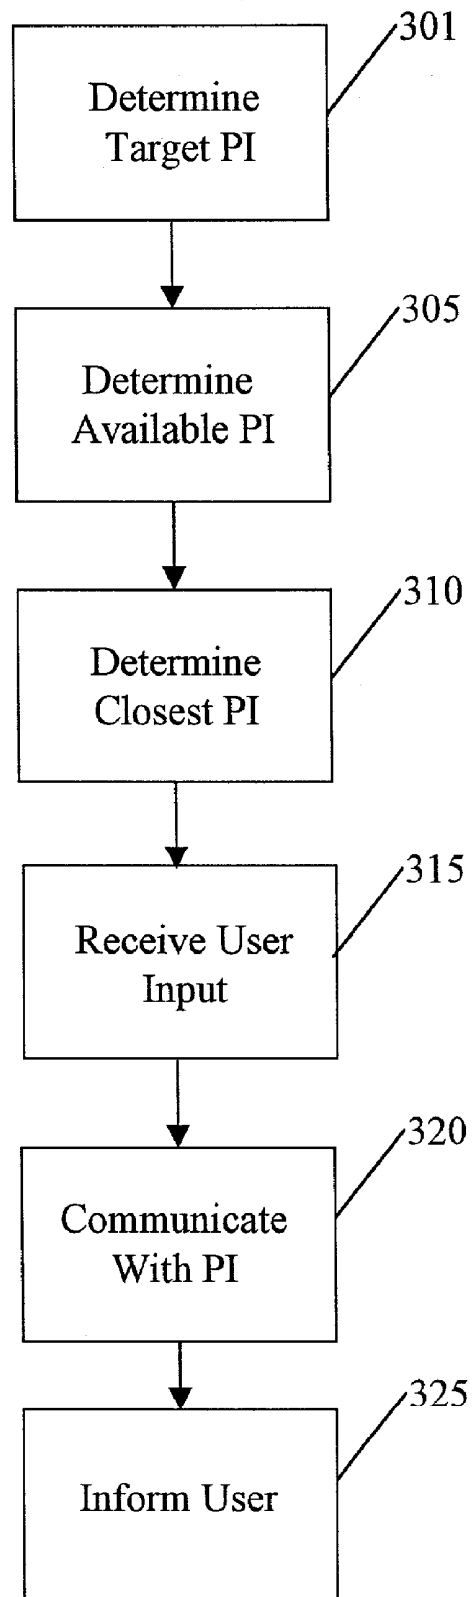 301
Determine
Target PI
305
Determine
Available PI
310
Determine
Closest PI
315
Receive User
Input
320
Communicate
With PI
325
Inform User